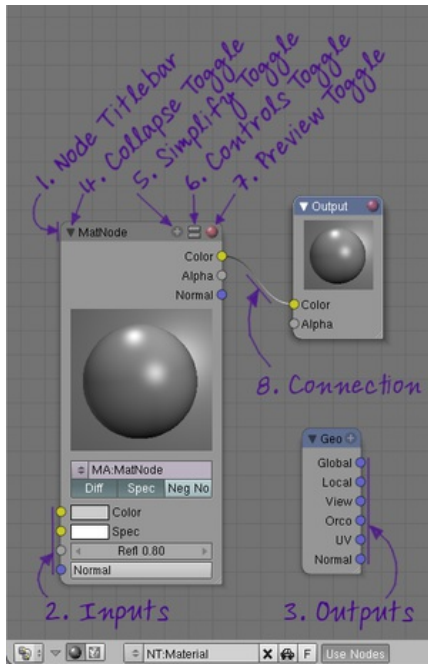 1. Node Titlebar
4. Collapse Toggle
5. Simplify Toggle
6. Controls Toggle
7. Preview Toggle
MatNode
Color
Alpha
Normal
Output
Color
Alpha
8. Connection
MA:MatNode
Diff Spec Neg No
Color
Spec
Refl 0.80
Normal
2. Inputs
Geo
Global
Local
View
Orco
UV
Normal
3. Outputs
NT:Material X F Use Nodes